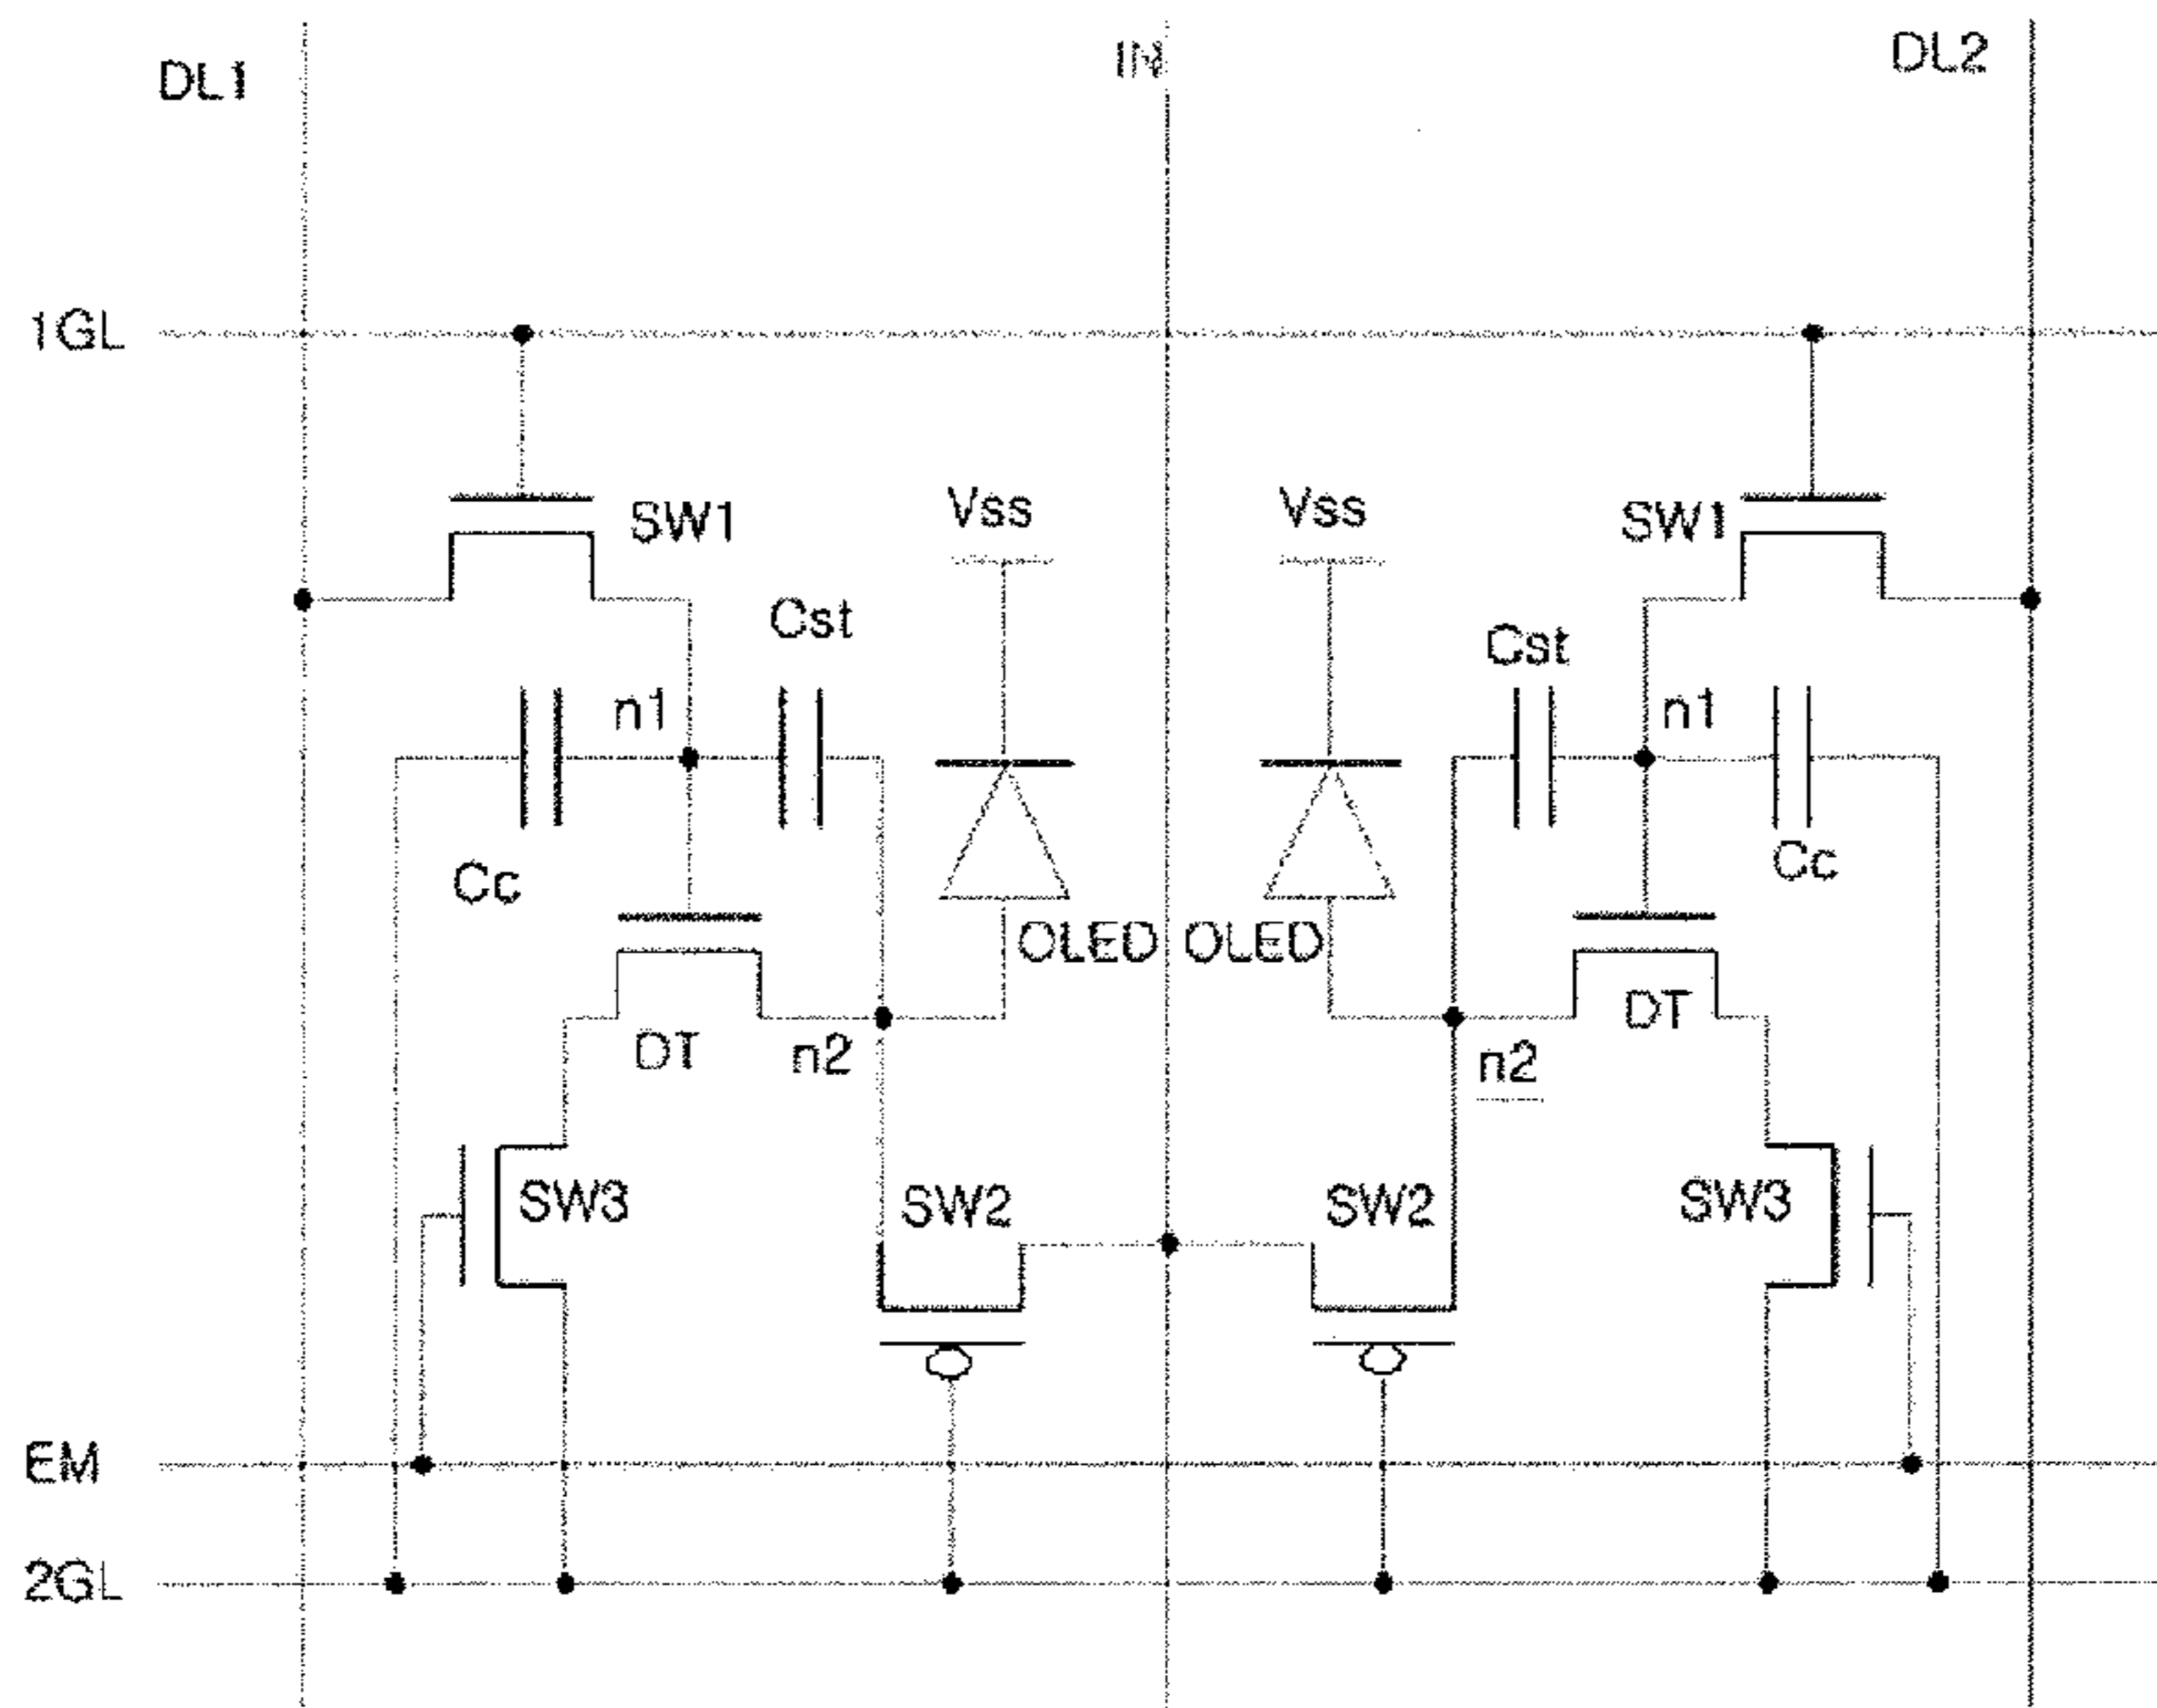 DL1
IN
DL2
1GL
SW1
Vss
Vss
SW1
Cst
Cst
n1
n1
Cc
Cc
OLED
OLED
DT
n2
n2
DT
SW3
SW2
SW2
SW3
EM
2GL